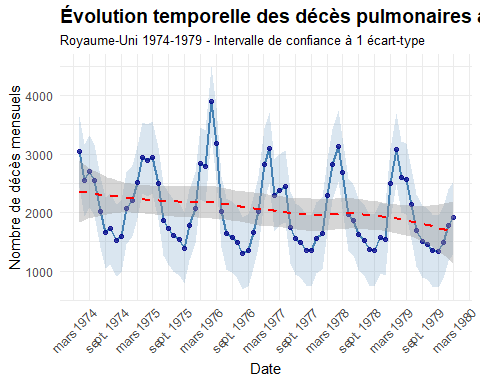 Évolution temporelle des décès pulmonaires a
Royaume-Uni 1974-1979 - Intervalle de confiance à 1 écart-type
Nombre de décès mensuels
4000
3000
2000
1000
mars 1974
sept. 1974
mars 1975
sept. 1975
mars 1976
sept. 1976
mars 1977
sept. 1977
mars 1978
sept. 1978
mars 1979
sept. 1979
mars 1980
Date